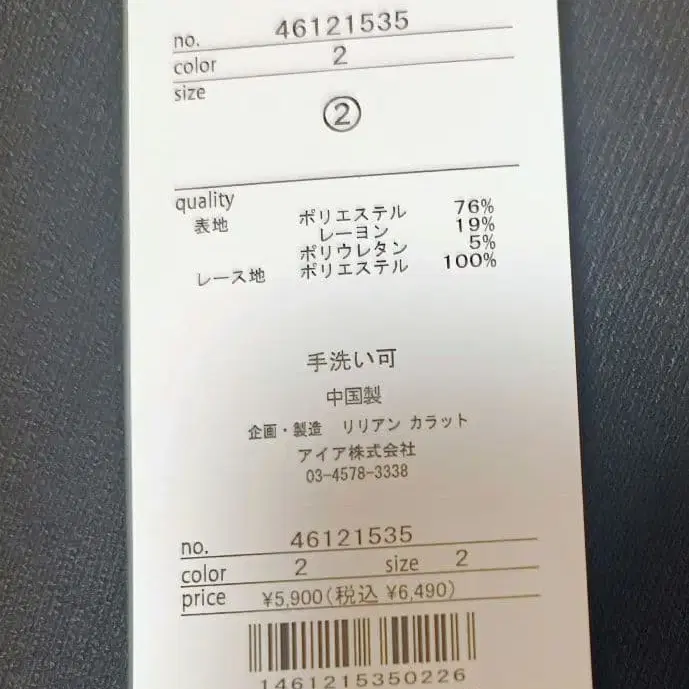 no. 46121535
color 2
size
②
quality
表地 ポリエステル 76%
レーヨン 19%
ポリウレタン 5%
レース地 ポリエステル 100%
手洗い可
中国製
企画・製造 リリアン カラット
アイア株式会社
03-4578-3338
no. 46121535
color 2 size 2
price ¥5,900(税込 ¥6,490)
1461215350226